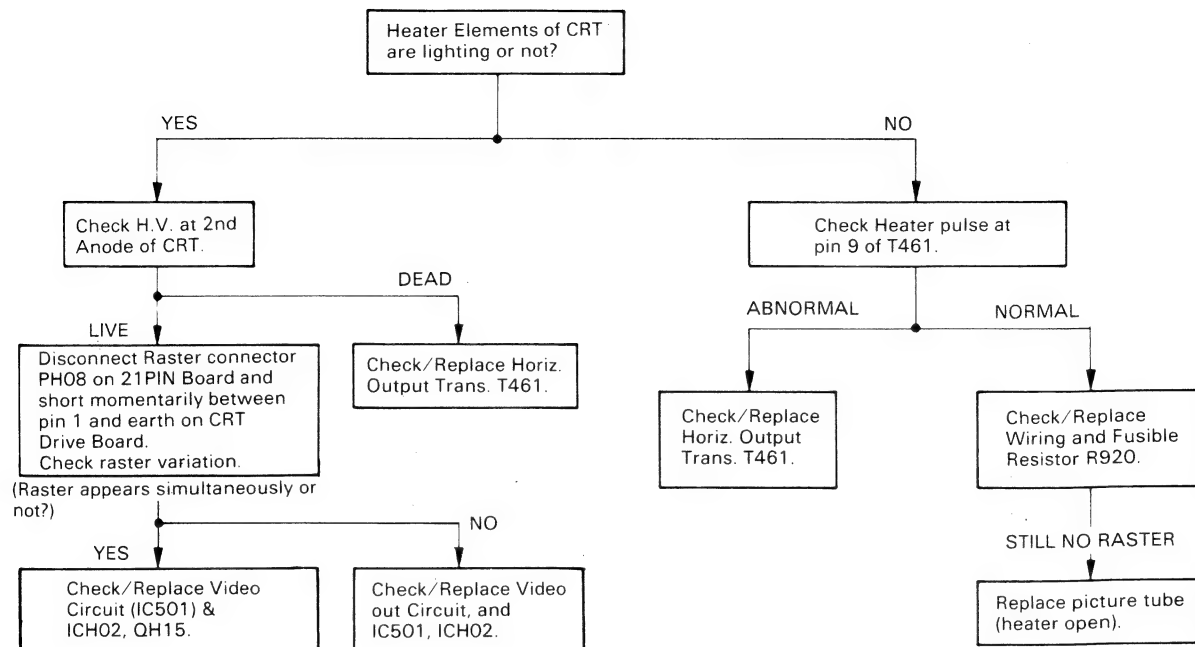 Heater Elements of CRT
are lighting or not?
YES
NO
Check H.V. at 2nd
Anode of CRT.
Check Heater pulse at
pin 9 of T461.
DEAD
LIVE
ABNORMAL
NORMAL
Disconnect Raster connector
PH08 on 21PIN Board and
short momentarily between
pin 1 and earth on CRT
Drive Board.
Check raster variation.
(Raster appears simultaneously or
not?)
Check/Replace Horiz.
Output Trans. T461.
Check/Replace
Horiz. Output
Trans. T461.
Check/Replace
Wiring and Fusible
Resistor R920.
YES
NO
STILL NO RASTER
Check/Replace Video
Circuit (IC501) &
ICH02, QH15.
Check/Replace Video
out Circuit, and
IC501, ICH02.
Replace picture tube
(heater open).